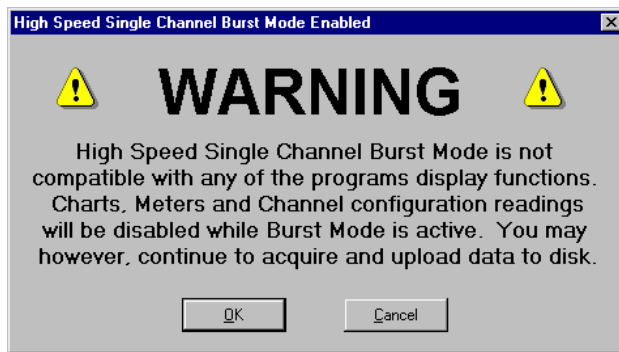 High Speed Single Channel Burst Mode Enabled
WARNING
High Speed Single Channel Burst Mode is not
compatible with any of the programs display functions.
Charts, Meters and Channel configuration readings
will be disabled while Burst Mode is active. You may
however, continue to acquire and upload data to disk.
OK
Cancel